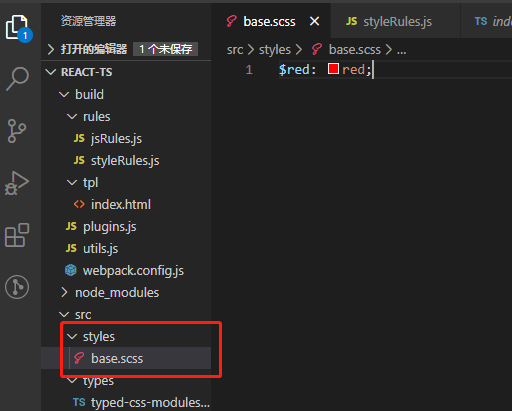 资源管理器
打开的编辑器 1 个未保存
REACT-TS
build
rules
JS jsRules.js
JS styleRules.js
tpl
<> index.html
JS plugins.js
JS utils.js
webpack.config.js
node_modules
src
styles
base.scss
types
TS typed-css-modules...
1
base.scss
JS styleRules.js
TS inde
src > styles > base.scss > ...
1 $red: red;